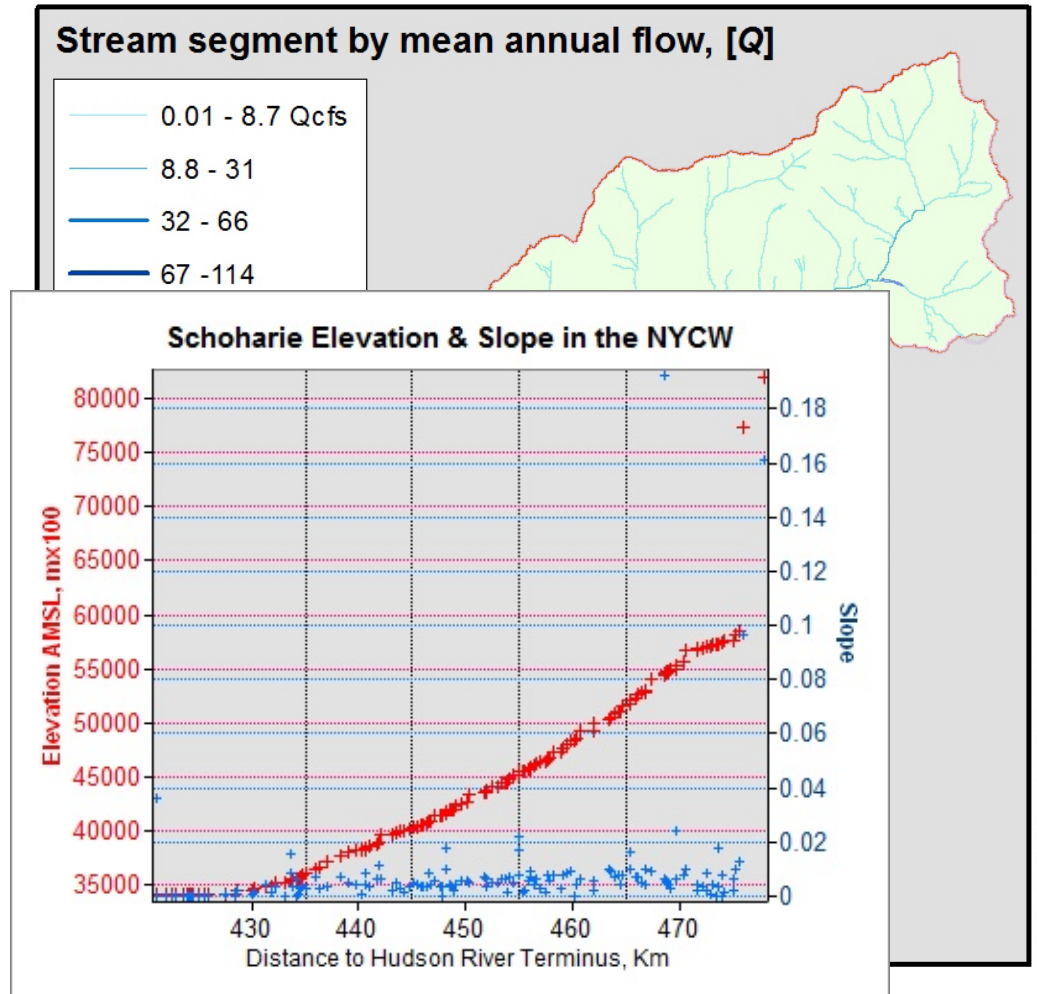 Stream segment by mean annual flow, [Q]
0.01 - 8.7 Qcfs
8.8 - 31
32 - 66
67 -114
Schoharie Elevation & Slope in the NYCW
Elevation AMSL, mx100
80000
75000
70000
65000
60000
55000
50000
45000
40000
35000
0.18
0.16
0.14
0.12
0.1
0.08
0.06
0.04
0.02
0
Slope
430 440 450 460 470
Distance to Hudson River Terminus, Km